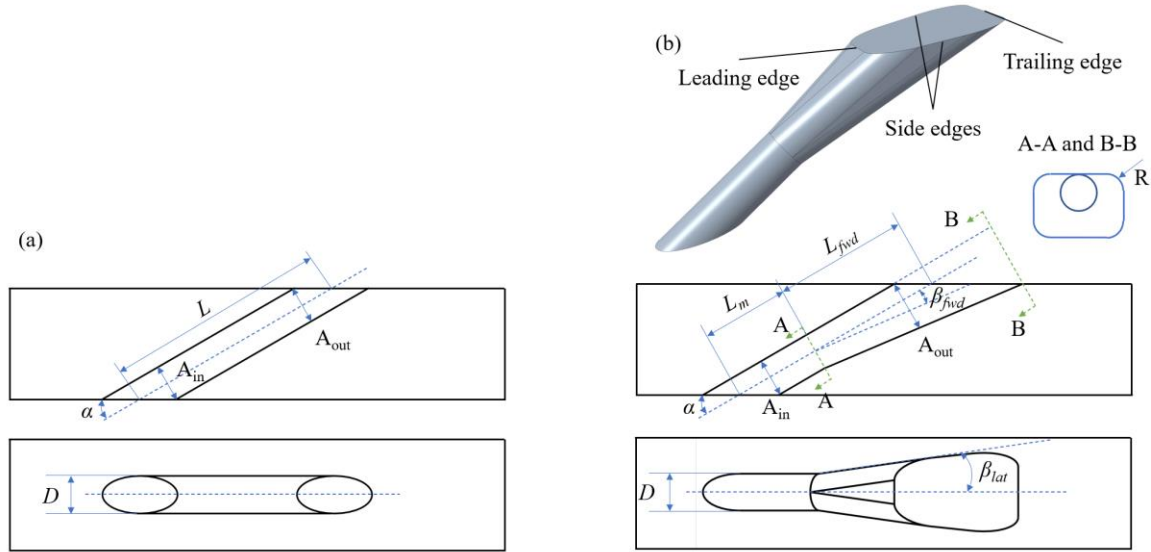 (a)
L
A_out
A_in
α
D
(b)
Leading edge
Trailing edge
Side edges
A-A and B-B
R
B
L_fwd
L_m
β_fwd
A
B
A_out
A_in
A
α
D
β_lat